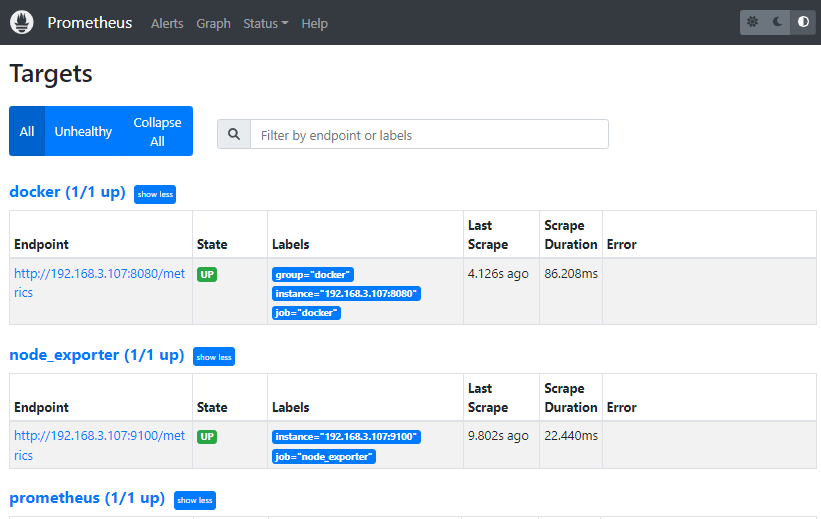 Prometheus Alerts Graph Status Help
Targets
All Unhealthy Collapse
All
Filter by endpoint or labels
docker (1/1 up) show less
Endpoint State Labels Last
Scrape Scrape
Duration Error
http://192.168.3.107:8080/met
rics UP group="docker"
instance="192.168.3.107:8080"
job="docker" 4.126s ago 86.208ms
node_exporter (1/1 up) show less
Endpoint State Labels Last
Scrape Scrape
Duration Error
http://192.168.3.107:9100/met
rics UP instance="192.168.3.107:9100"
job="node_exporter" 9.802s ago 22.440ms
prometheus (1/1 up) show less